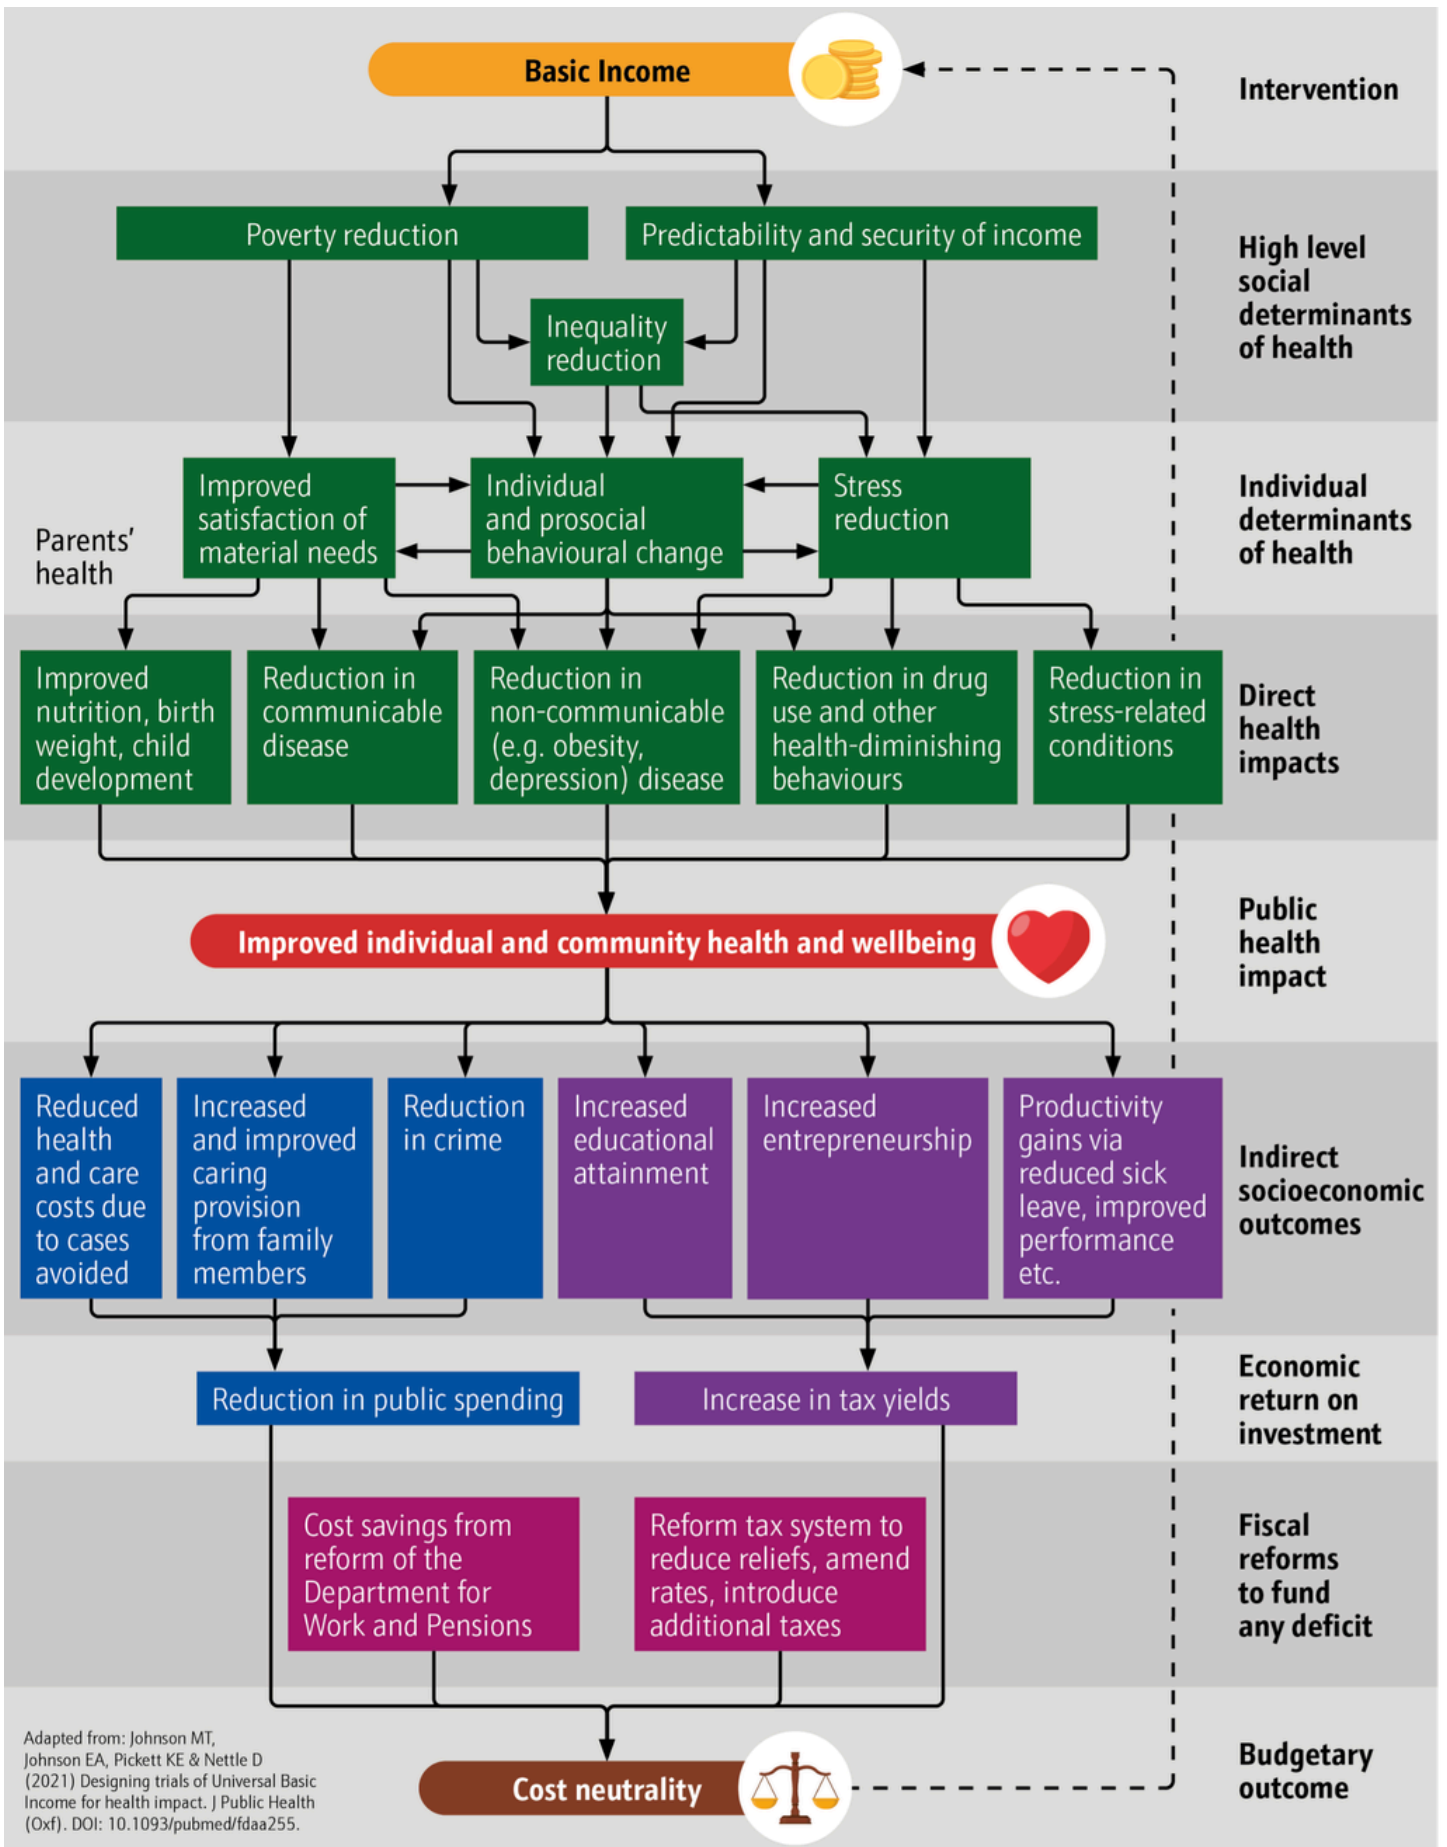 Basic Income
Intervention
Poverty reduction
Predictability and security of income
High level
social
determinants
of health
Inequality
reduction
Improved
satisfaction of
material needs
Individual
and prosocial
behavioural change
Stress
reduction
Individual
determinants
of health
Parents’
health
Improved
nutrition, birth
weight, child
development
Reduction in
communicable
disease
Reduction in
non-communicable
(e.g. obesity,
depression) disease
Reduction in drug
use and other
health-diminishing
behaviours
Reduction in
stress-related
conditions
Direct
health
impacts
Improved individual and community health and wellbeing
Public
health
impact
Reduced
health
and care
costs due
to cases
avoided
Increased
and improved
caring
provision
from family
members
Reduction
in crime
Increased
educational
attainment
Increased
entrepreneurship
Productivity
gains via
reduced sick
leave, improved
performance
etc.
Indirect
socioeconomic
outcomes
Reduction in public spending
Increase in tax yields
Economic
return on
investment
Cost savings from
reform of the
Department for
Work and Pensions
Reform tax system to
reduce reliefs, amend
rates, introduce
additional taxes
Fiscal
reforms
to fund
any deficit
Adapted from: Johnson MT,
Johnson EA, Pickett KE & Nettle D
(2021) Designing trials of Universal Basic
Income for health impact. J Public Health
(Oxf). DOI: 10.1093/pubmed/fdaa255.
Cost neutrality
Budgetary
outcome